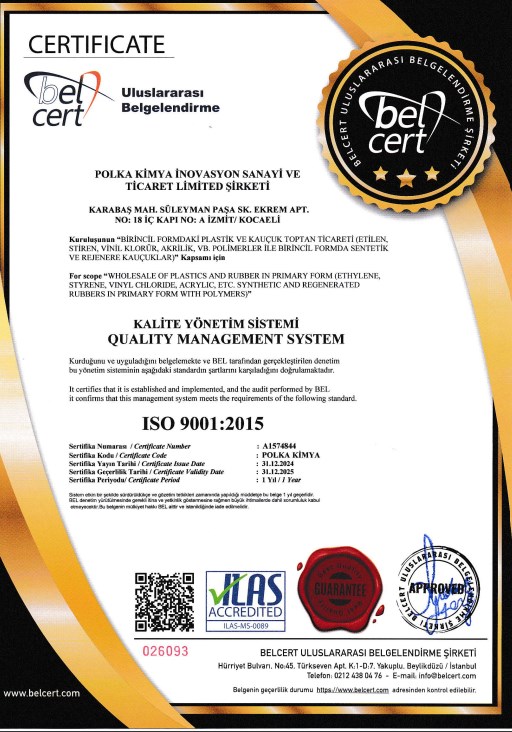 CERTIFICATE
bel
cert
Uluslararası
Belgelendirme
BELCERT ULUSLARARASI BELGELENDİRME ŞİRKETİ
bel
cert
POLKA KİMYA İNOVASYON SANAYİ VE
TİCARET LIMITED ŞİRKETİ
KARABAŞ MAH. SÜLEYMAN PAŞA SK. EKREM APT.
NO: 18 İÇ KAPI NO: A İZMİT/ KOCAELİ
Kuruluşunun “BİRİNCİL FORMDAKİ PLASTİK VE KAUÇUK TOPTAN TİCARETİ (ETİLEN,
STİREN, VİNİL KLORÜR, AKRİLİK, VB. POLİMERLER İLE BİRİNCİL FORMDA SENTETİK
VE REJENERE KAUÇUKLAR)” Kapsamı için
For scope “WHOLESALE OF PLASTICS AND RUBBER IN PRIMARY FORM (ETHYLENE,
STYRENE, VINYL CHLORIDE, ACRYLIC, ETC. SYNTHETIC AND REGENERATED
RUBBERS IN PRIMARY FORM WITH POLYMERS)”
KALİTE YÖNETİM SİSTEMİ
QUALITY MANAGEMENT SYSTEM
Kurduğunu ve uyguladığını belgelemekte ve BEL tarafından gerçekleştirilen denetim
bu yönetim sisteminin aşağıdaki standardın şartlarını karşıladığını doğrulamaktadır.
It certifies that it is established and implemented, and the audit performed by BEL
it confirms that this management system meets the requirements of the following standard.
ISO 9001:2015
Sertifika Numarası / Certificate Number : A1574844
Sertifika Kodu / Certificate Code : POLKA KİMYA
Sertifika Yayın Tarihi / Certificate Issue Date : 31.12.2024
Sertifika Geçerlilik Tarihi / Certificate Validity Date : 31.12.2025
Sertifika Periyodu/ Certificate Period : 1 Yıl / 1 Year
Sistem etkin bir şekilde sürdürüldükçe ve gözetim tetkikleri zamanında yapıldığı müddetçe bu belge 1 yıl geçerlidir.
BEL denetim yürütülmesinde gerekli itina ve yetkinlik göstermesine rağmen büyük ihtimallerde dahil sorumluluk kabul
etmeyecektir. Bu belgenin mülkiyet hakkı BEL aittir ve istenildiğinde iade edilmelidir.
ILAS
ACCREDITED
ILAS-MS-0089
GUARANTEE
BELCERT ULUSLARARASI BELGELENDİRME ŞİRKETİ
APPROVED
026093
BELCERT ULUSLARARASI BELGELENDİRME ŞİRKETİ
Hürriyet Bulvarı. No:45. Türkseven Apt. K:1-D:7. Yakuplu. Beylikdüzü / İstanbul
Telefon: 0212 438 04 76 - E-mail: info@belcert.com
Belgenin geçerlilik durumu https://www.belcert.com adresinden kontrol edilebilir.
www.belcert.com